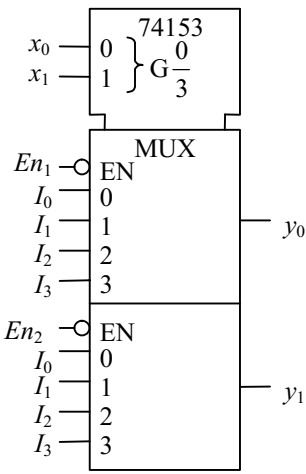 74153
x0 0 G 0/3
x1 1
MUX
En1 EN
I0 0
I1 1 y0
I2 2
I3 3
En2 EN
I0 0
I1 1 y1
I2 2
I3 3